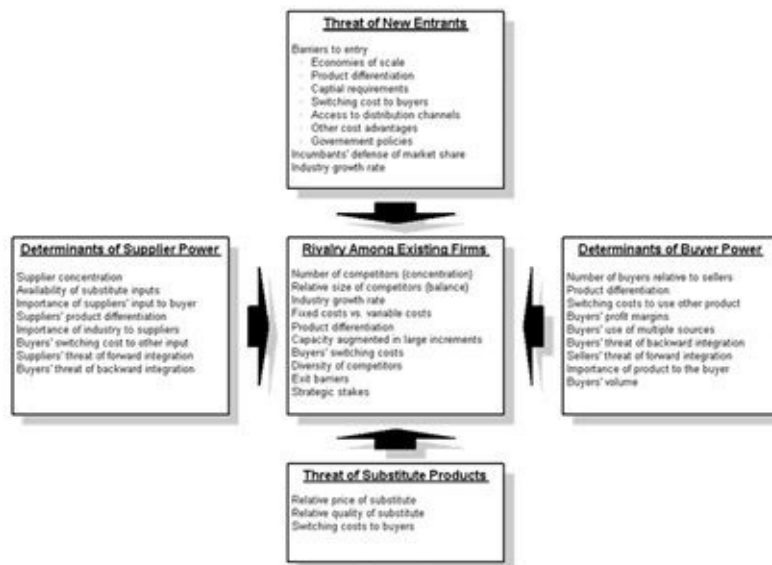 Threat of New Entrants
Barriers to entry
Economies of scale
Product differentiation
Captial requirements
Switching cost to buyers
Access to distribution channels
Other cost advantages
Governement policies
Incumbants' defense of market share
Industry growth rate
Determinants of Supplier Power
Supplier concentration
Availability of substitute inputs
Importance of suppliers' input to buyer
Suppliers' product differentiation
Importance of industry to suppliers
Buyers' switching cost to other input
Suppliers' threat of forward integration
Buyers' threat of backward integration
Rivalry Among Existing Firms
Number of competitors (concentration)
Relative size of competitors (balance)
Industry growth rate
Fixed costs vs. variable costs
Product differentiation
Capacity augmented in large increments
Buyers' switching costs
Diversity of competitors
Exit barriers
Strategic stakes
Determinants of Buyer Power
Number of buyers relative to sellers
Product differentiation
Switching costs to use other product
Buyers' profit margins
Buyers' use of multiple sources
Buyers' threat of backward integration
Sellers' threat of forward integration
Importance of product to the buyer
Buyers' volume
Threat of Substitute Products
Relative price of substitute
Relative quality of substitute
Switching costs to buyers